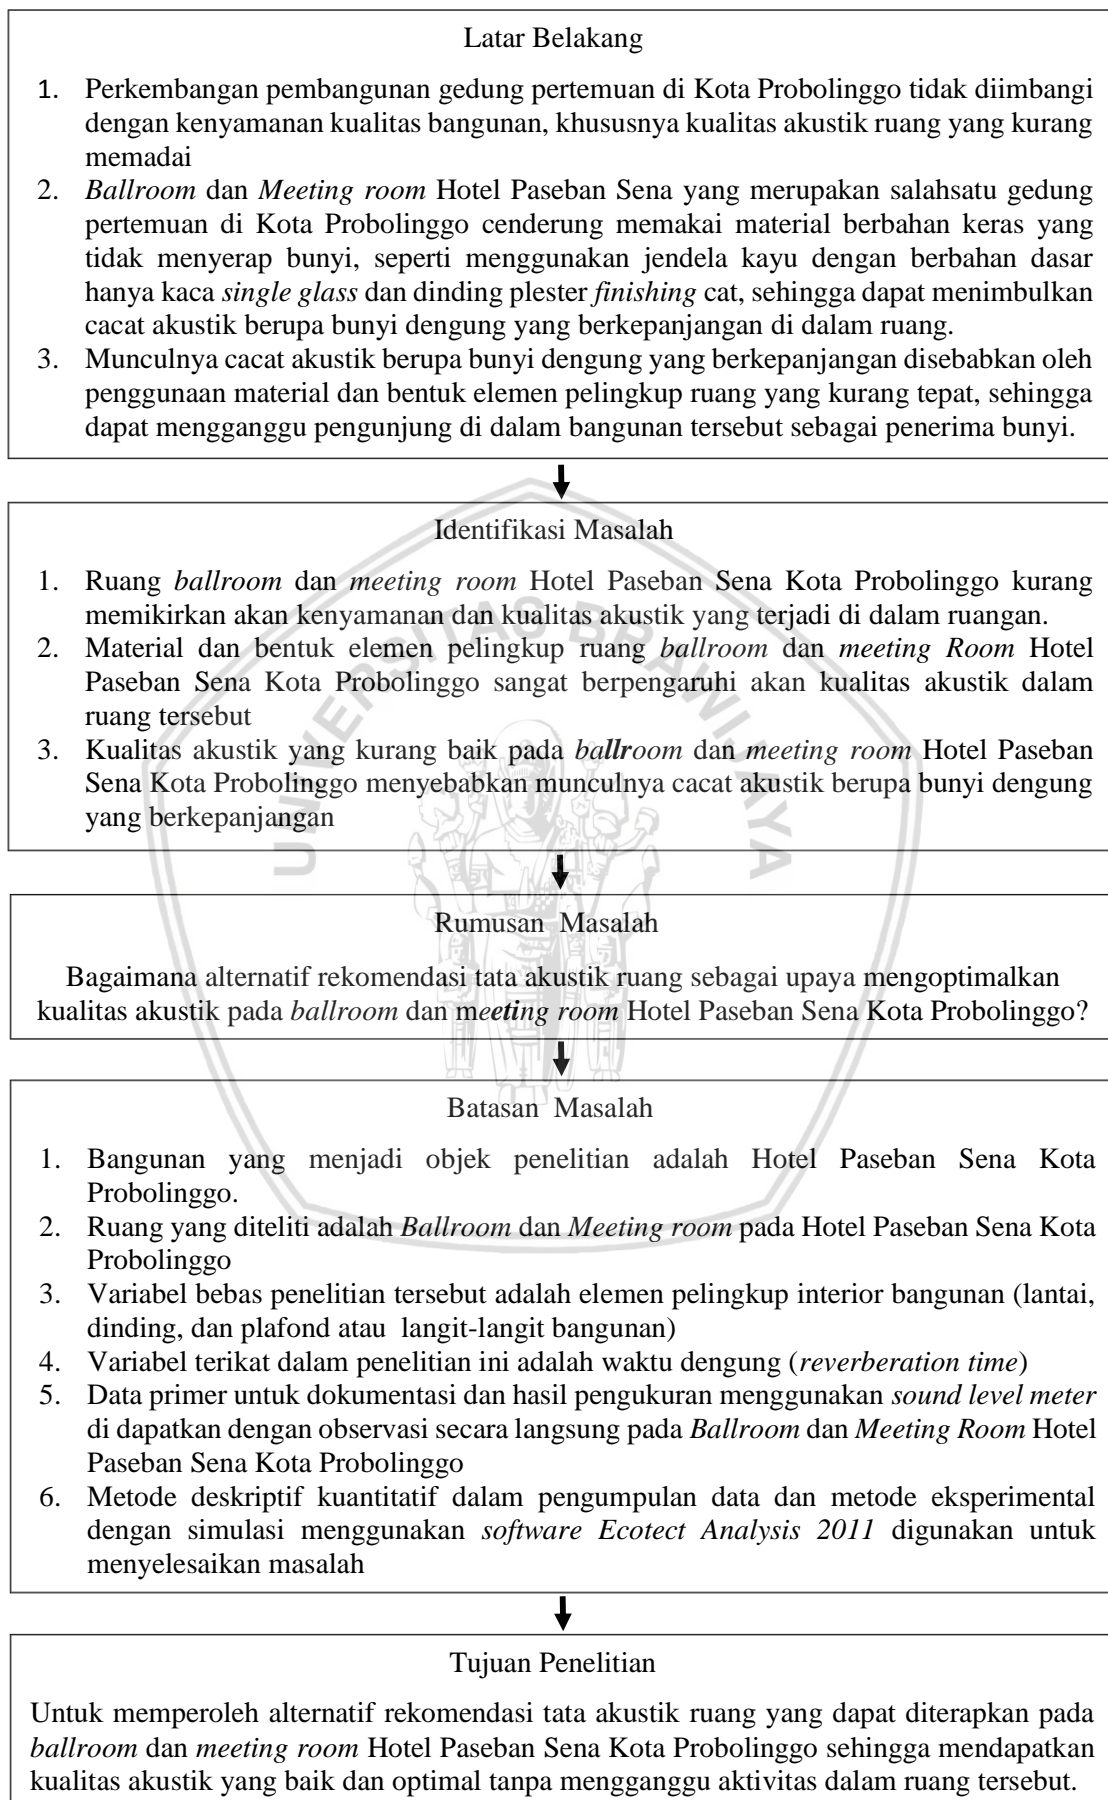 Latar Belakang
1. Perkembangan pembangunan gedung pertemuan di Kota Probolinggo tidak diimbangi
dengan kenyamanan kualitas bangunan, khususnya kualitas akustik ruang yang kurang
memadai
2. Ballroom dan Meeting room Hotel Paseban Sena yang merupakan salahsatu gedung
pertemuan di Kota Probolinggo cenderung memakai material berbahan keras yang
tidak menyerap bunyi, seperti menggunakan jendela kayu dengan berbahan dasar
hanya kaca single glass dan dinding plester finishing cat, sehingga dapat menimbulkan
cacat akustik berupa bunyi dengung yang berkepanjangan di dalam ruang.
3. Munculnya cacat akustik berupa bunyi dengung yang berkepanjangan disebabkan oleh
penggunaan material dan bentuk elemen pelingkup ruang yang kurang tepat, sehingga
dapat mengganggu pengunjung di dalam bangunan tersebut sebagai penerima bunyi.
Identifikasi Masalah
1. Ruang ballroom dan meeting room Hotel Paseban Sena Kota Probolinggo kurang
memikirkan akan kenyamanan dan kualitas akustik yang terjadi di dalam ruangan.
2. Material dan bentuk elemen pelingkup ruang ballroom dan meeting Room Hotel
Paseban Sena Kota Probolinggo sangat berpengaruhi akan kualitas akustik dalam
ruang tersebut
3. Kualitas akustik yang kurang baik pada ballroom dan meeting room Hotel Paseban
Sena Kota Probolinggo menyebabkan munculnya cacat akustik berupa bunyi dengung
yang berkepanjangan
UNIVERSITAS BRAWIJAYA
Rumusan Masalah
Bagaimana alternatif rekomendasi tata akustik ruang sebagai upaya mengoptimalkan
kualitas akustik pada ballroom dan meeting room Hotel Paseban Sena Kota Probolinggo?
Batasan Masalah
1. Bangunan yang menjadi objek penelitian adalah Hotel Paseban Sena Kota
Probolinggo.
2. Ruang yang diteliti adalah Ballroom dan Meeting room pada Hotel Paseban Sena Kota
Probolinggo
3. Variabel bebas penelitian tersebut adalah elemen pelingkup interior bangunan (lantai,
dinding, dan plafond atau langit-langit bangunan)
4. Variabel terikat dalam penelitian ini adalah waktu dengung (reverberation time)
5. Data primer untuk dokumentasi dan hasil pengukuran menggunakan sound level meter
di dapatkan dengan observasi secara langsung pada Ballroom dan Meeting Room Hotel
Paseban Sena Kota Probolinggo
6. Metode deskriptif kuantitatif dalam pengumpulan data dan metode eksperimental
dengan simulasi menggunakan software Ecotect Analysis 2011 digunakan untuk
menyelesaikan masalah
Tujuan Penelitian
Untuk memperoleh alternatif rekomendasi tata akustik ruang yang dapat diterapkan pada
ballroom dan meeting room Hotel Paseban Sena Kota Probolinggo sehingga mendapatkan
kualitas akustik yang baik dan optimal tanpa mengganggu aktivitas dalam ruang tersebut.